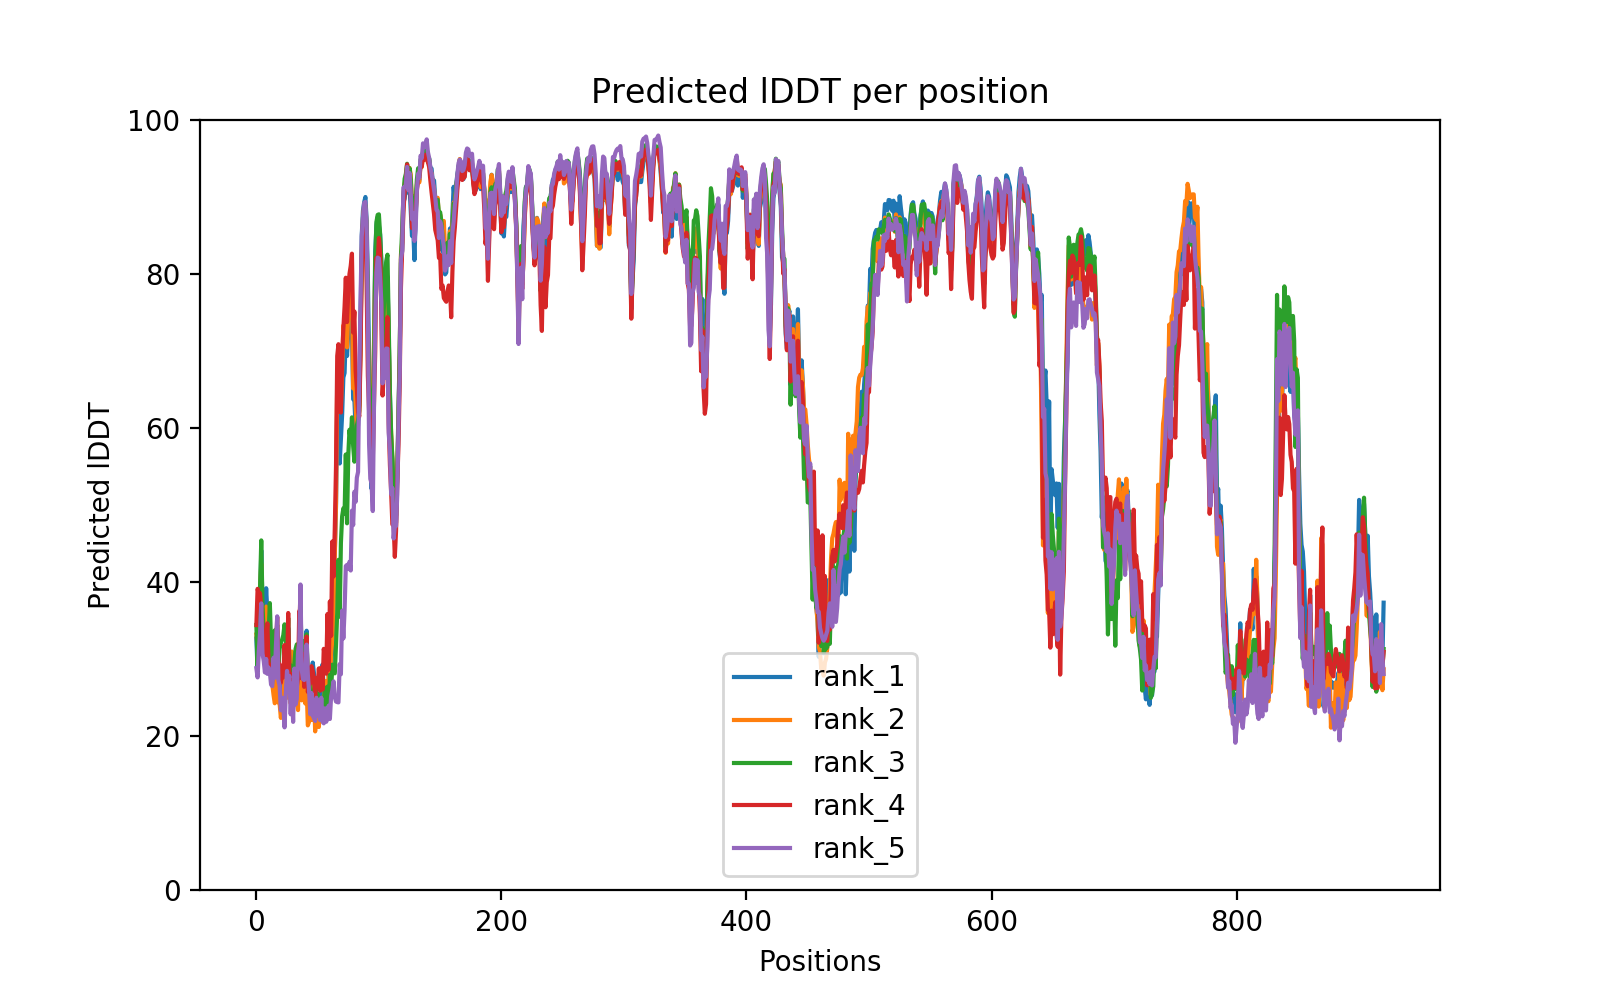 Predicted lDDT per position
100
80
60
40
20
0
Predicted lDDT
rank_1
rank_2
rank_3
rank_4
rank_5
0 200 400 600 800
Positions